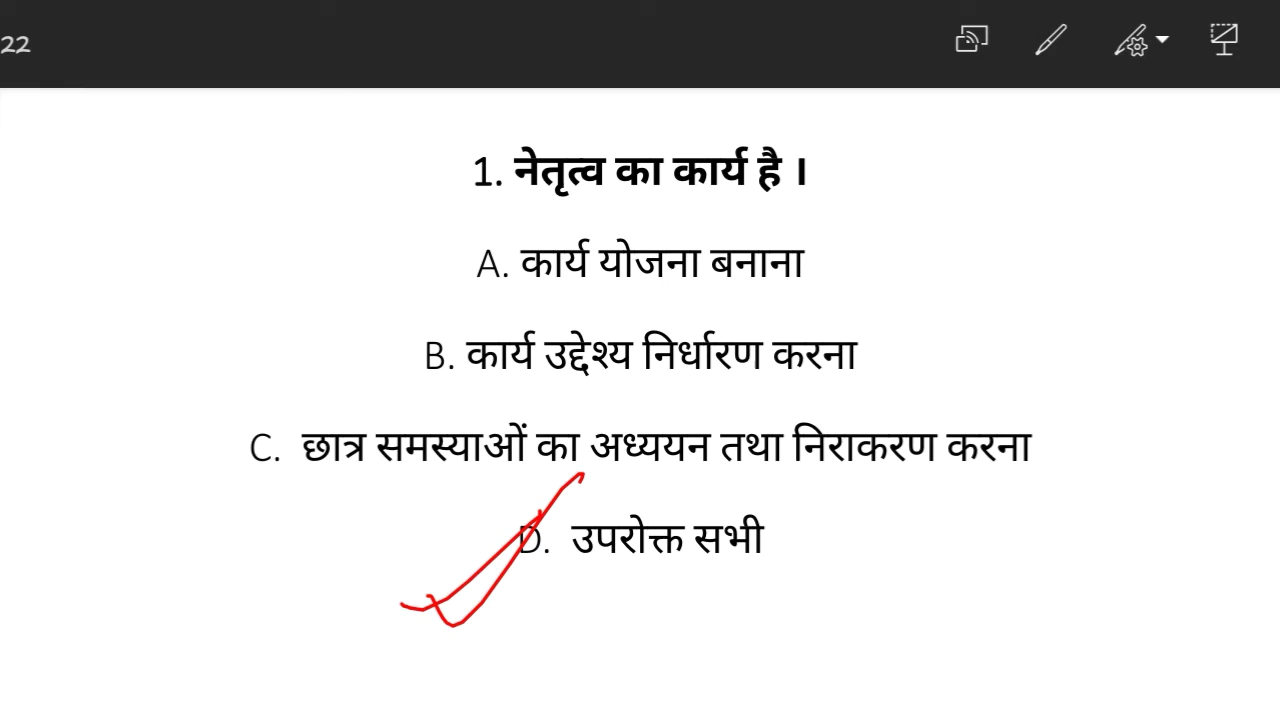 22
1. नेतृत्व का कार्य है ।
A. कार्य योजना बनाना
B. कार्य उद्देश्य निर्धारण करना
C. छात्र समस्याओं का अध्ययन तथा निराकरण करना
D. उपरोक्त सभी